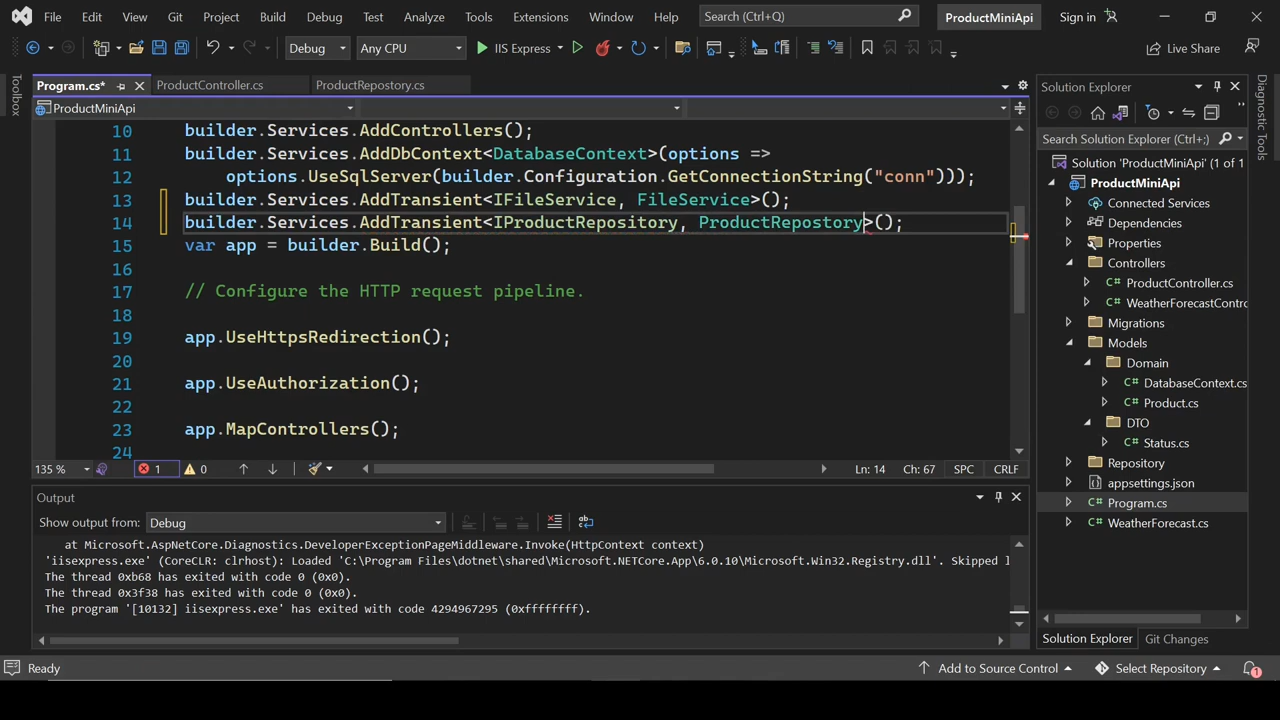 File Edit View Git Project Build Debug Test Analyze Tools Extensions Window Help Search (Ctrl+;) ProductMiniApi Sign in
Debug Any CPU IIS Express Live Share
Toolbox
Program.cs* ProductController.cs ProductRepostory.cs
ProductMiniApi
10 builder.Services.AddControllers();
11 builder.Services.AddDbContext<DatabaseContext>(options =>
12 options.UseSqlServer(builder.Configuration.GetConnectionString("conn")));
13 builder.Services.AddTransient<IFileService, FileService>();
14 builder.Services.AddTransient<IProductRepository, ProductRepostory>();
15 var app = builder.Build();
16
17 // Configure the HTTP request pipeline.
18
19 app.UseHttpsRedirection();
20
21 app.UseAuthorization();
22
23 app.MapControllers();
24
135 % 1 0 Ln: 14 Ch: 67 SPC CRLF
Output
Show output from: Debug
at Microsoft.AspNetCore.Diagnostics.DeveloperExceptionPageMiddleware.Invoke(HttpContext context)
'iisexpress.exe' (CoreCLR: clrhost): Loaded 'C:\Program Files\dotnet\shared\Microsoft.NETCore.App\6.0.10\Microsoft.Win32.Registry.dll'. Skipped l
The thread 0xb68 has exited with code 0 (0x0).
The thread 0x3f38 has exited with code 0 (0x0).
The program '[10132] iisexpress.exe' has exited with code 4294967295 (0xffffffff).
Solution Explorer
Search Solution Explorer (Ctrl+;)
Solution 'ProductMiniApi' (1 of 1
ProductMiniApi
Connected Services
Dependencies
Properties
Controllers
ProductController.cs
WeatherForecastContro
Migrations
Models
Domain
DatabaseContext.cs
Product.cs
DTO
Status.cs
Repository
appsettings.json
Program.cs
WeatherForecast.cs
Solution Explorer Git Changes
Diagnostic Tools
Ready Add to Source Control Select Repository 1